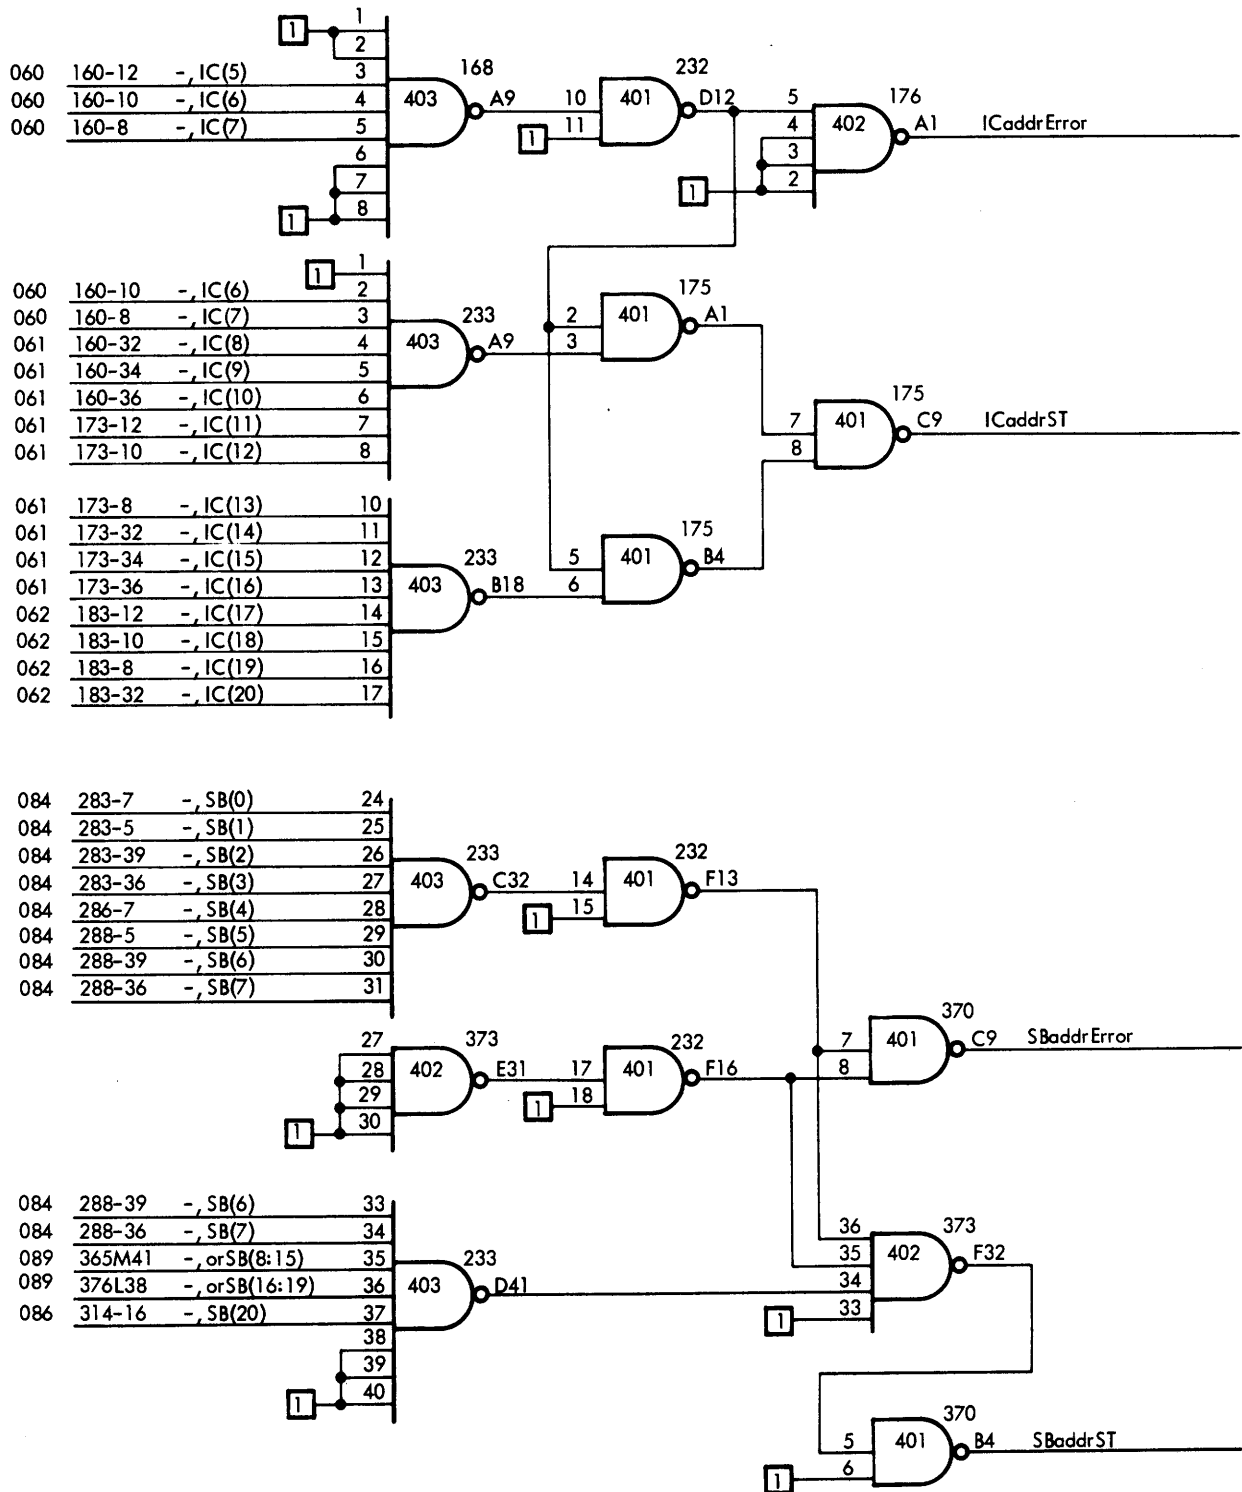 1
1
2
168
232
060 160-12 -, IC(5) 3
060 160-10 -, IC(6) 4 403 A9 10 401 D12 5 176
060 160-8 -, IC(7) 5 1 11 4 402 A1 ICaddrError
6 3
7 1 2
1 8
1 1
060 160-10 -, IC(6) 2 175
060 160-8 -, IC(7) 3 233 2 401 A1
061 160-32 -, IC(8) 4 403 A9 3
061 160-34 -, IC(9) 5
061 160-36 -, IC(10) 6 175
061 173-12 -, IC(11) 7 7 401 C9 ICaddrST
061 173-10 -, IC(12) 8 8
061 173-8 -, IC(13) 10
061 173-32 -, IC(14) 11 175
061 173-34 -, IC(15) 12 233 5 401 B4
061 173-36 -, IC(16) 13 403 B18 6
062 183-12 -, IC(17) 14
062 183-10 -, IC(18) 15
062 183-8 -, IC(19) 16
062 183-32 -, IC(20) 17
084 283-7 -, SB(0) 24
084 283-5 -, SB(1) 25
084 283-39 -, SB(2) 26 233 232
084 283-36 -, SB(3) 27 403 C32 14 401 F13
084 286-7 -, SB(4) 28 1 15
084 288-5 -, SB(5) 29
084 288-39 -, SB(6) 30
084 288-36 -, SB(7) 31
370
27 373 232 7 401 C9 SBaddrError
28 402 E31 17 401 F16 8
29 1 18
1 30
084 288-39 -, SB(6) 33
084 288-36 -, SB(7) 34 36 373
089 365M41 -, orSB(8:15) 35 233 35 402 F32
089 376L38 -, orSB(16:19) 36 403 D41 34
086 314-16 -, SB(20) 37 1 33
38
39
1 40
370
5 401 B4 SBaddrST
1 6